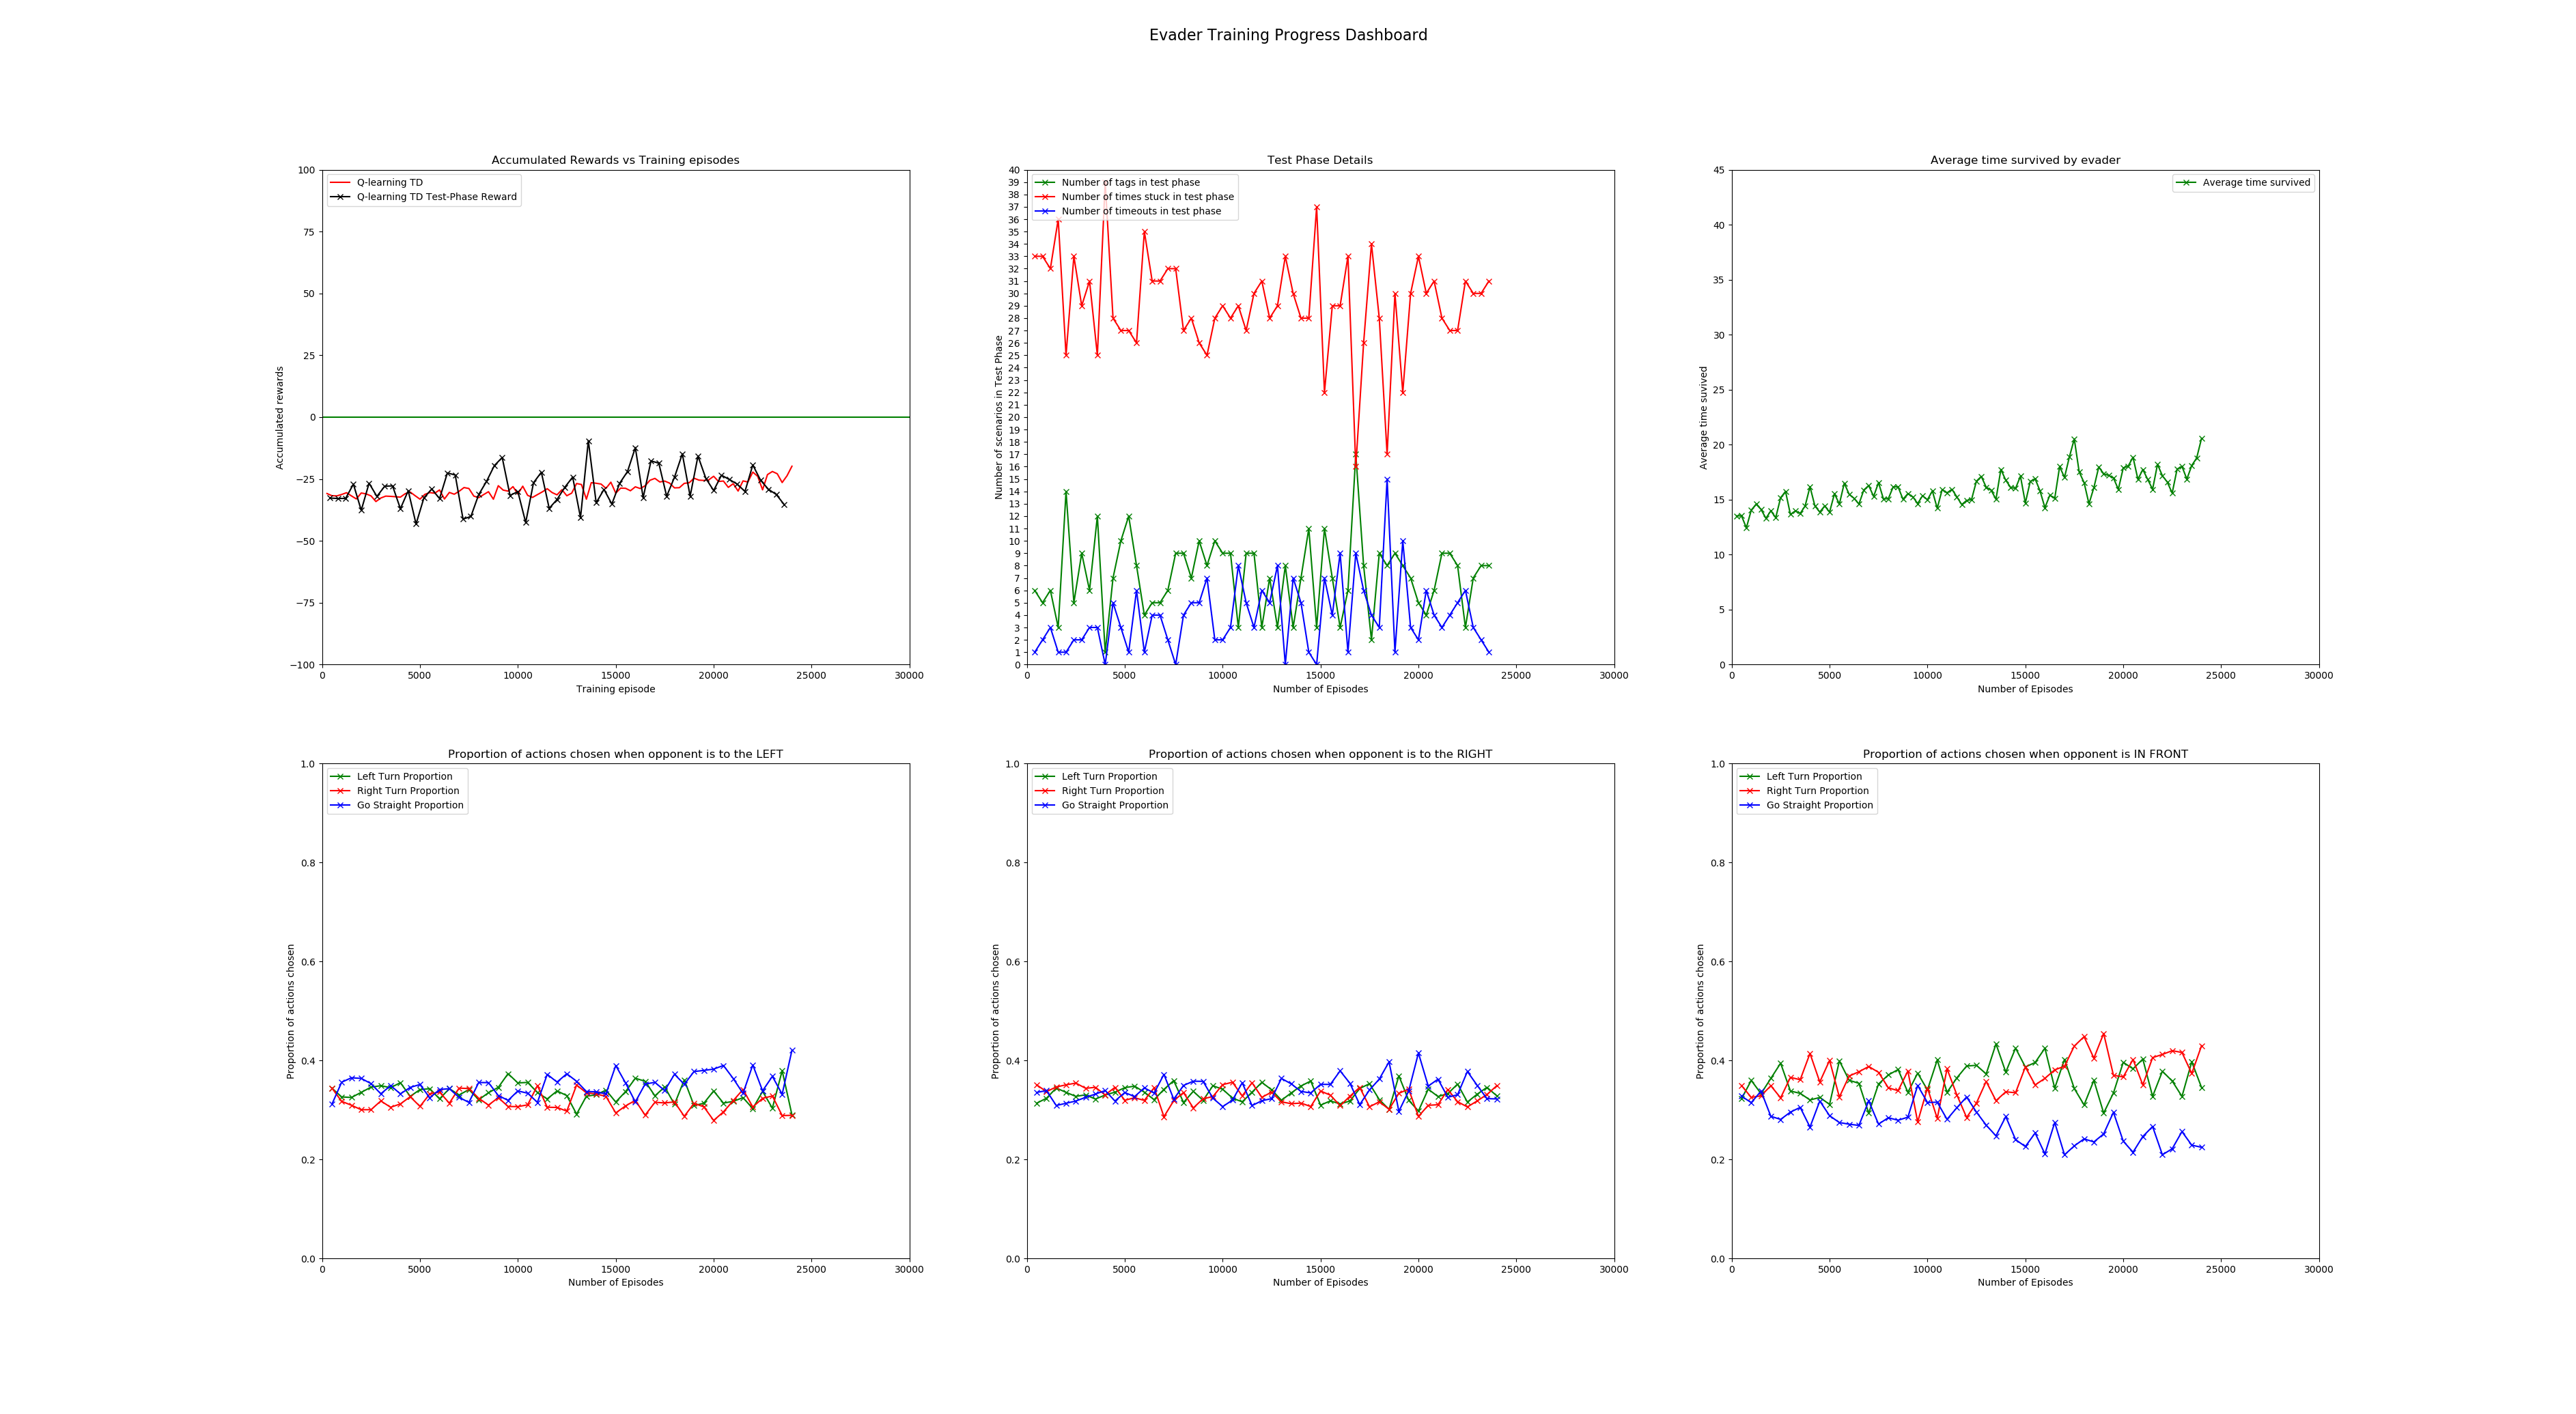 Evader Training Progress Dashboard
Accumulated Rewards vs Training episodes
Q-learning TD
Q-learning TD Test-Phase Reward
100
75
50
25
0
−25
−50
−75
−100
Accumulated rewards
0 5000 10000 15000 20000 25000 30000
Training episode
Test Phase Details
Number of tags in test phase
Number of times stuck in test phase
Number of timeouts in test phase
40
39
38
37
36
35
34
33
32
31
30
29
28
27
26
25
24
23
22
21
20
19
18
17
16
15
14
13
12
11
10
9
8
7
6
5
4
3
2
1
0
Number of scenarios in Test Phase
0 5000 10000 15000 20000 25000 30000
Number of Episodes
Average time survived by evader
Average time survived
45
40
35
30
25
20
15
10
5
0
Average time suvived
0 5000 10000 15000 20000 25000 30000
Number of Episodes
Proportion of actions chosen when opponent is to the LEFT
Left Turn Proportion
Right Turn Proportion
Go Straight Proportion
1.0
0.8
0.6
0.4
0.2
0.0
Proportion of actions chosen
0 5000 10000 15000 20000 25000 30000
Number of Episodes
Proportion of actions chosen when opponent is to the RIGHT
Left Turn Proportion
Right Turn Proportion
Go Straight Proportion
1.0
0.8
0.6
0.4
0.2
0.0
Proportion of actions chosen
0 5000 10000 15000 20000 25000 30000
Number of Episodes
Proportion of actions chosen when opponent is IN FRONT
Left Turn Proportion
Right Turn Proportion
Go Straight Proportion
1.0
0.8
0.6
0.4
0.2
0.0
Proportion of actions chosen
0 5000 10000 15000 20000 25000 30000
Number of Episodes